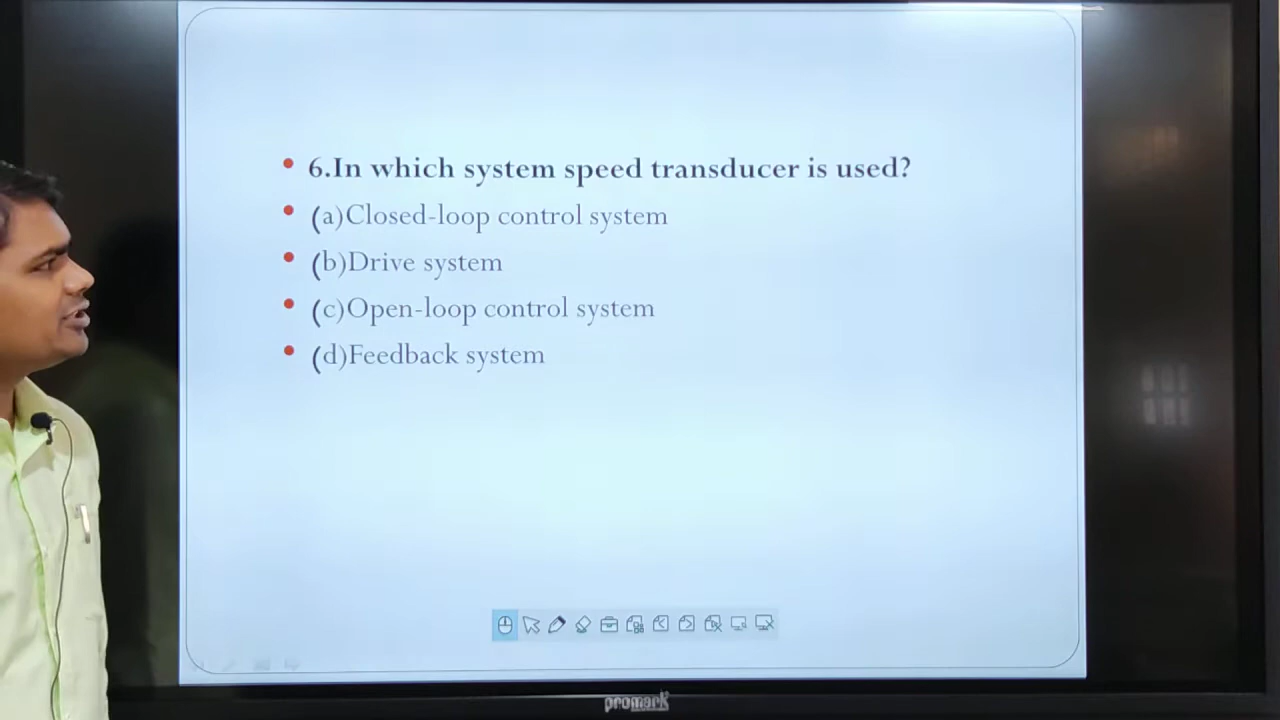 6.In which system speed transducer is used?
(a)Closed-loop control system
(b)Drive system
(c)Open-loop control system
(d)Feedback system
promark